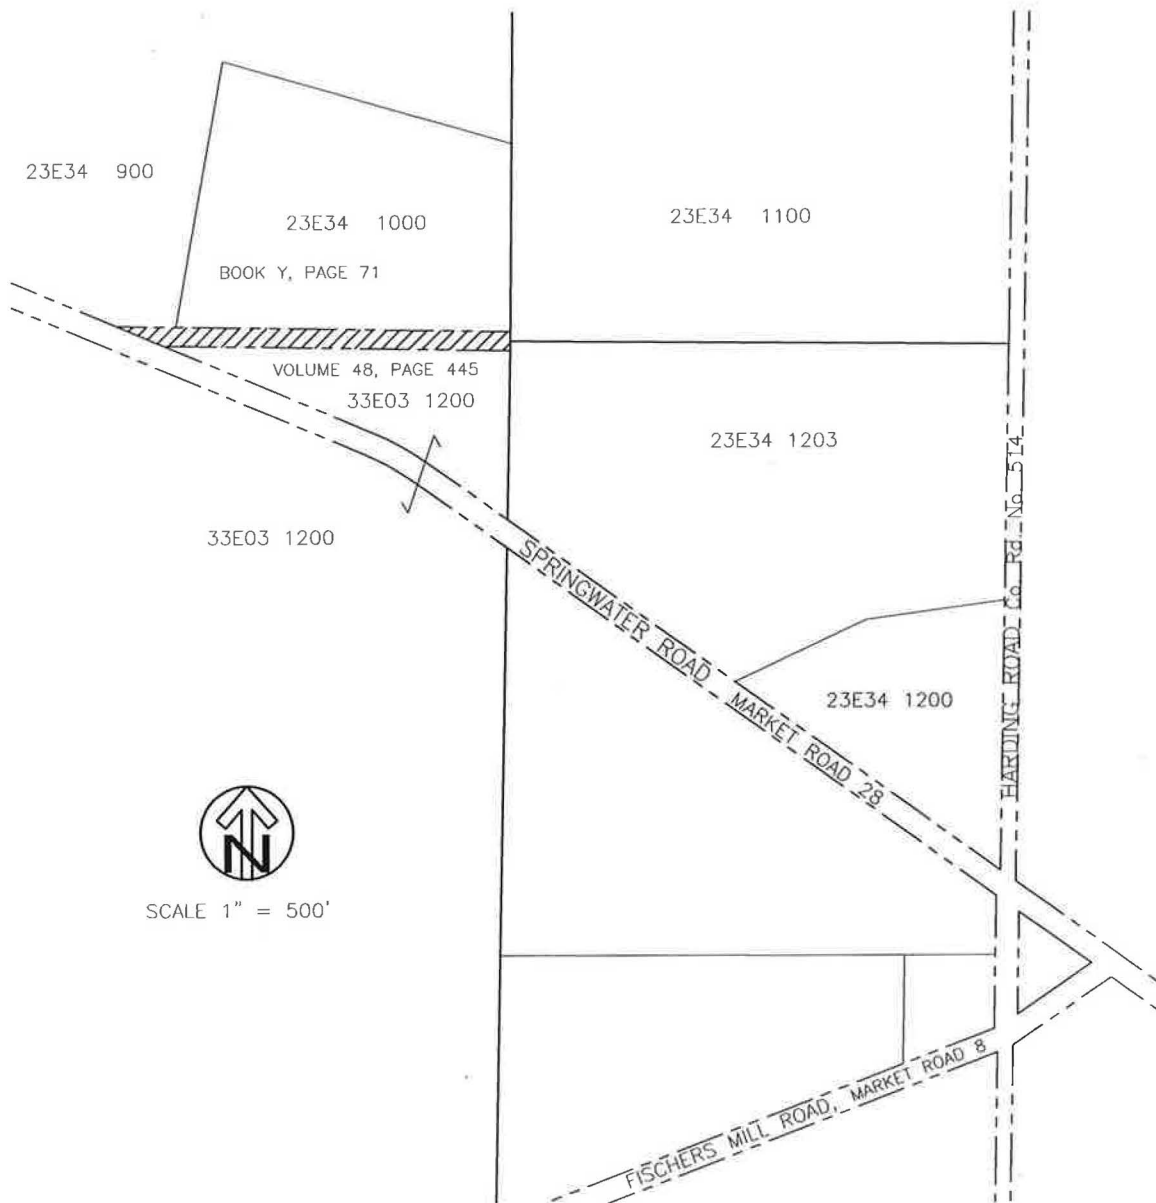 23E34 900
23E34 1000
BOOK Y, PAGE 71
23E34 1100
VOLUME 48, PAGE 445
33E03 1200
23E34 1203
33E03 1200
SPRINGWATER ROAD MARKET ROAD 28
HARDING ROAD Co. Rd. No. 514
23E34 1200
N
SCALE 1" = 500'
FISCHERS MILL ROAD, MARKET ROAD 8